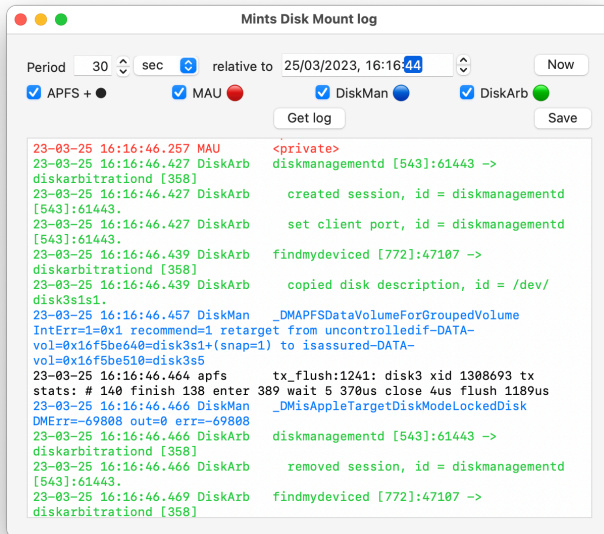 Mints Disk Mount log
Period 30 sec relative to 25/03/2023, 16:16:44 Now
APFS + MAU DiskMan DiskArb
Get log Save
23-03-25 16:16:46.257 MAU <private>
23-03-25 16:16:46.427 DiskArb diskmanagementd [543]:61443 ->
diskarbitrationd [358]
23-03-25 16:16:46.427 DiskArb created session, id = diskmanagementd
[543]:61443.
23-03-25 16:16:46.427 DiskArb set client port, id = diskmanagementd
[543]:61443.
23-03-25 16:16:46.439 DiskArb findmydeviced [772]:47107 ->
diskarbitrationd [358]
23-03-25 16:16:46.439 DiskArb copied disk description, id = /dev/
disk3s1s1.
23-03-25 16:16:46.457 DiskMan _DMAPFSDataVolumeForGroupedVolume
IntErr=1=0x1 recommend=1 retarget from uncontrolledif-DATA-
vol=0x16f5be640=disk3s1+(snap=1) to isassured-DATA-
vol=0x16f5be510=disk3s5
23-03-25 16:16:46.464 apfs tx_flush:1241: disk3 xid 1308693 tx
stats: # 140 finish 138 enter 389 wait 5 370us close 4us flush 1189us
23-03-25 16:16:46.466 DiskMan _DMisAppleTargetDiskModeLockedDisk
DMErr=-69808 out=0 err=-69808
23-03-25 16:16:46.466 DiskArb diskmanagementd [543]:61443 ->
diskarbitrationd [358]
23-03-25 16:16:46.466 DiskArb removed session, id = diskmanagementd
[543]:61443.
23-03-25 16:16:46.469 DiskArb findmydeviced [772]:47107 ->
diskarbitrationd [358]